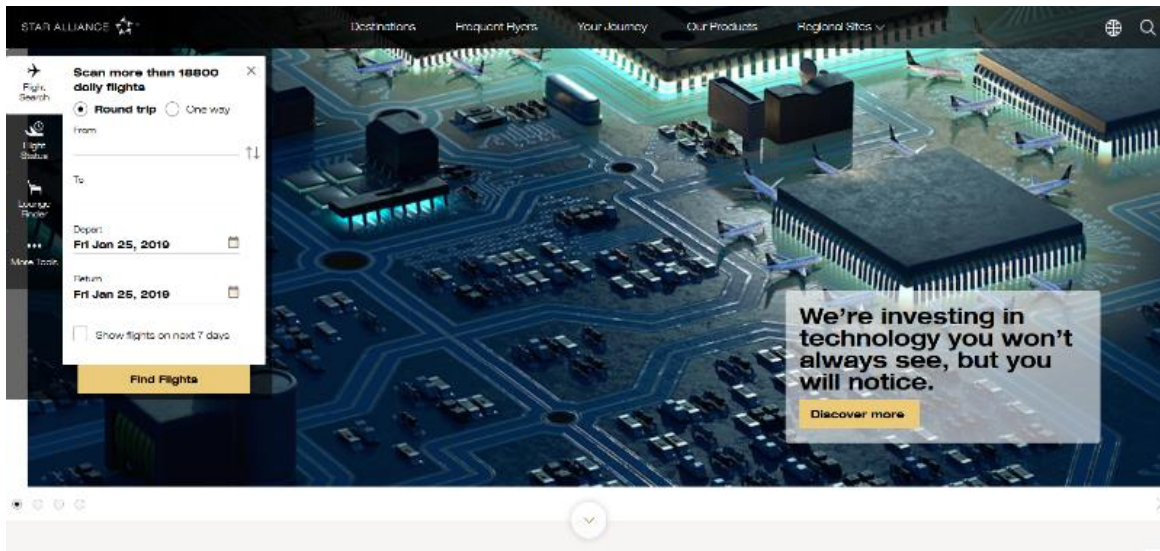 STAR ALLIANCE
Destinations
Frequent Flyers
Your Journey
Our Products
Regional Sites
Flight
Search
Flight
Status
Lounge
Finder
More Tools
Scan more than 18800
daily flights
Round trip
One way
From
To
Depart
Fri Jan 25, 2019
Return
Fri Jan 25, 2019
Show flights on next 7 days
Find Flights
We're investing in
technology you won't
always see, but you
will notice.
Discover more